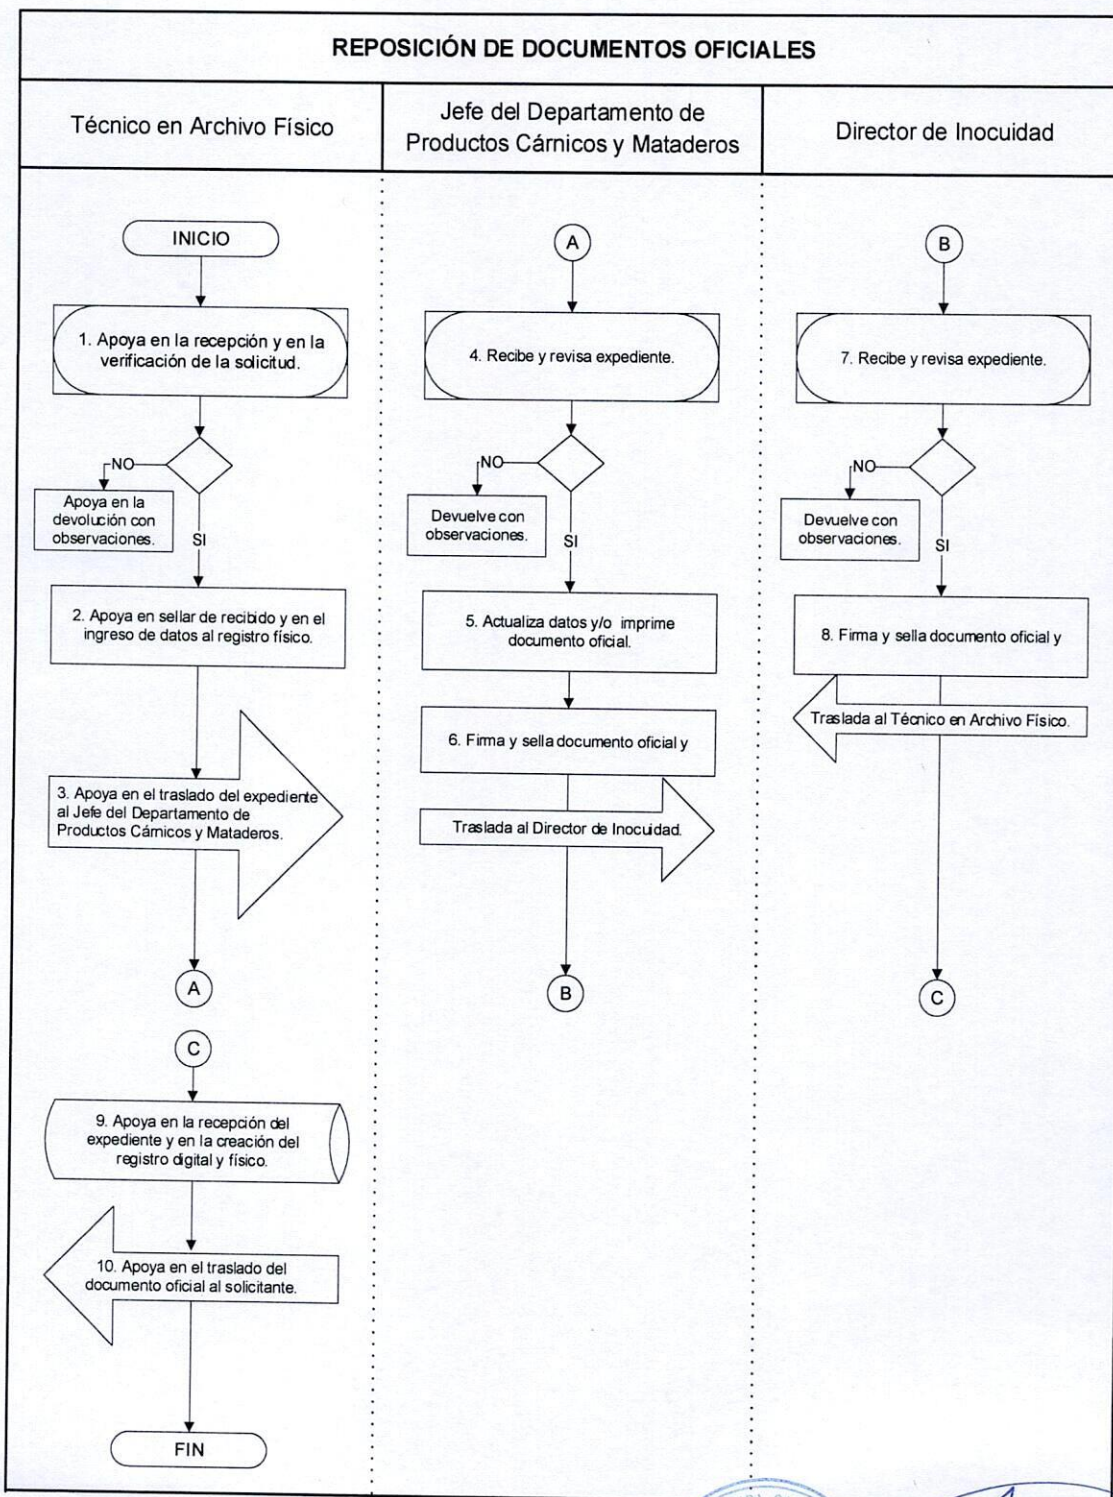 REPOSICIÓN DE DOCUMENTOS OFICIALES
Técnico en Archivo Físico
Jefe del Departamento de
Productos Cárnicos y Mataderos
Director de Inocuidad
INICIO
1. Apoya en la recepción y en la
verificación de la solicitud.
NO
Apoya en la
devolución con
observaciones.
SI
2. Apoya en sellar de recibido y en el
ingreso de datos al registro físico.
3. Apoya en el traslado del expediente
al Jefe del Departamento de
Productos Cárnicos y Mataderos.
A
C
9. Apoya en la recepción del
expediente y en la creación del
registro digital y físico.
10. Apoya en el traslado del
documento oficial al solicitante.
FIN
A
4. Recibe y revisa expediente.
NO
Devuelve con
observaciones.
SI
5. Actualiza datos y/o imprime
documento oficial.
6. Firma y sella documento oficial y
Traslada al Director de Inocuidad.
B
B
7. Recibe y revisa expediente.
NO
Devuelve con
observaciones.
SI
8. Firma y sella documento oficial y
Traslada al Técnico en Archivo Físico.
C